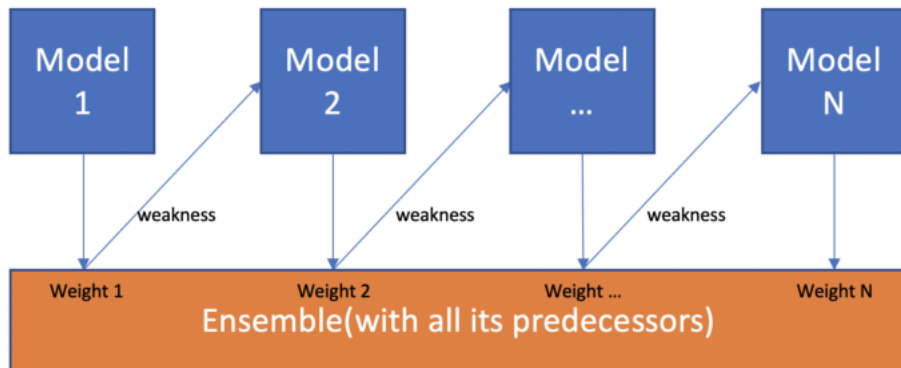 Model
1
Model
2
Model
...
Model
N
weakness
weakness
weakness
Weight 1
Weight 2
Weight ...
Weight N
Ensemble(with all its predecessors)